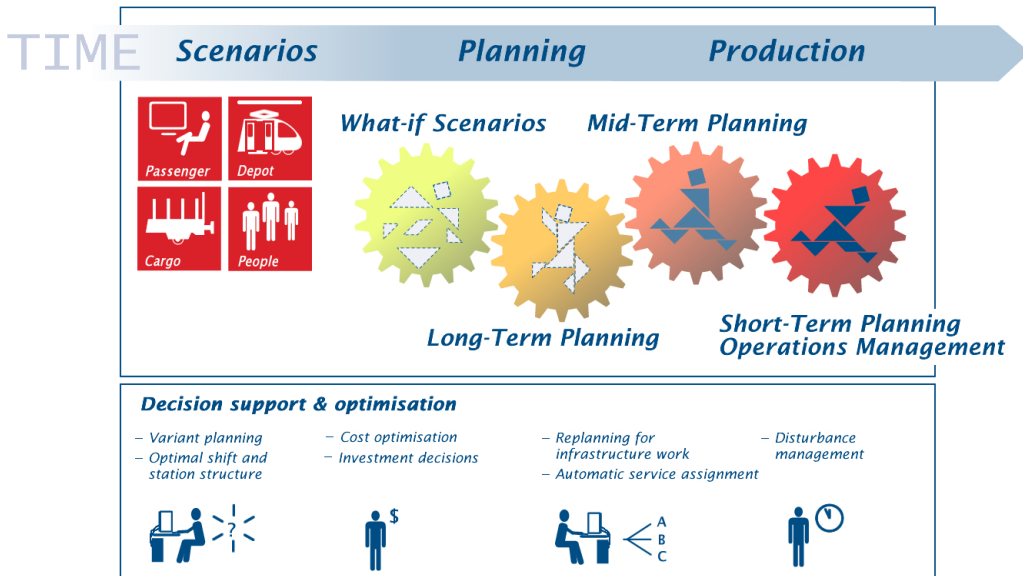 TIME
Scenarios
Planning
Production
Passenger
Depot
Cargo
People
What-if Scenarios
Mid-Term Planning
Long-Term Planning
Short-Term Planning
Operations Management
Decision support & optimisation
– Variant planning
– Optimal shift and
station structure
– Cost optimisation
– Investment decisions
– Replanning for
infrastructure work
– Automatic service assignment
– Disturbance
management
?
$
A
B
C